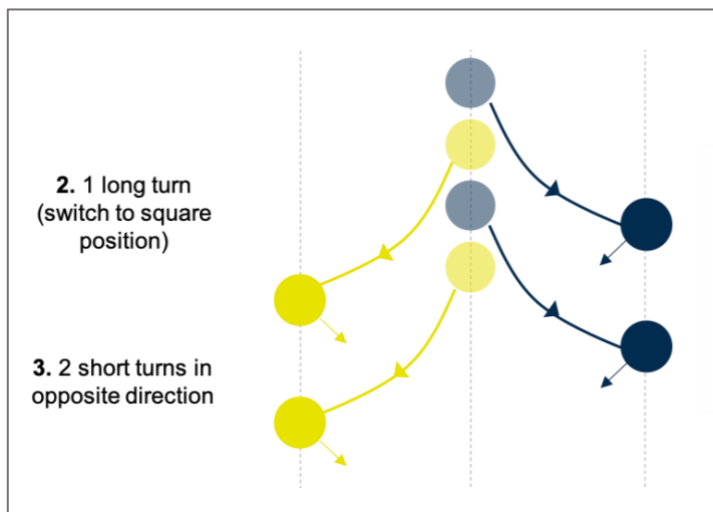 2. 1 long turn
(switch to square
position)
3. 2 short turns in
opposite direction